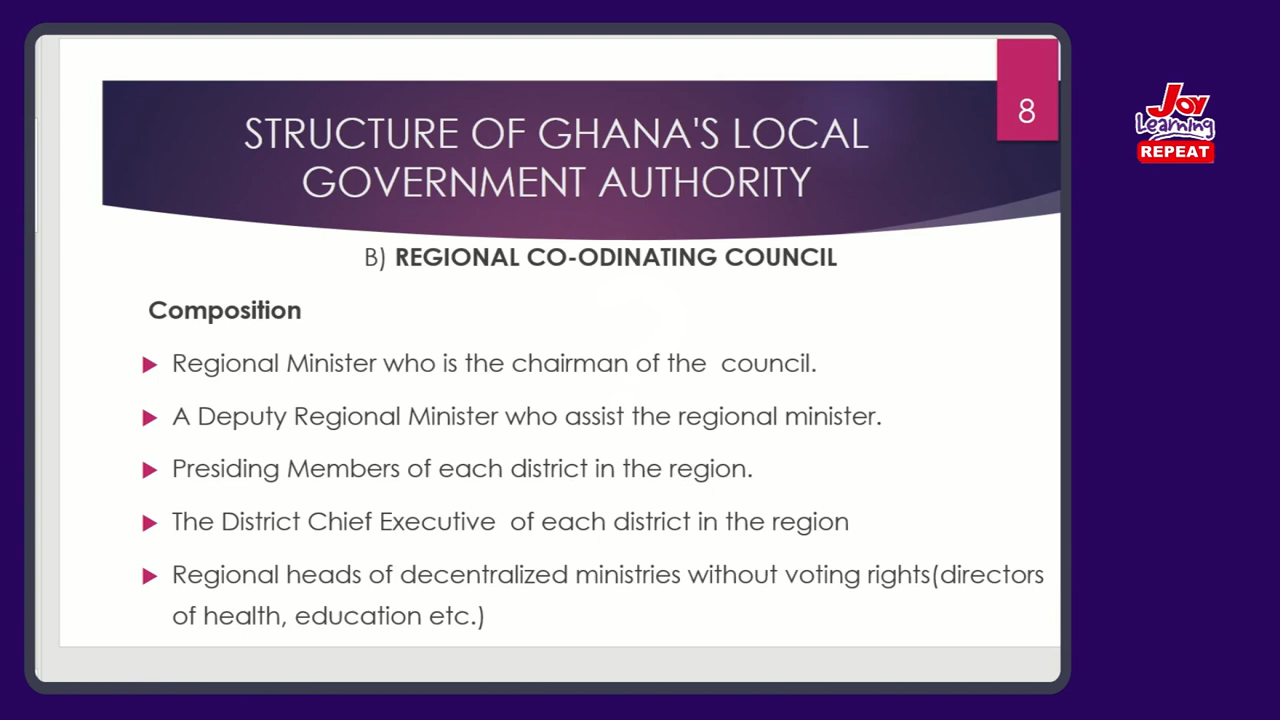 8
STRUCTURE OF GHANA'S LOCAL
GOVERNMENT AUTHORITY
B) REGIONAL CO-ODINATING COUNCIL
Composition
Regional Minister who is the chairman of the  council.
A Deputy Regional Minister who assist the regional minister.
Presiding Members of each district in the region.
The District Chief Executive  of each district in the region
Regional heads of decentralized ministries without voting rights(directors
of health, education etc.)
JOY
Learning
REPEAT